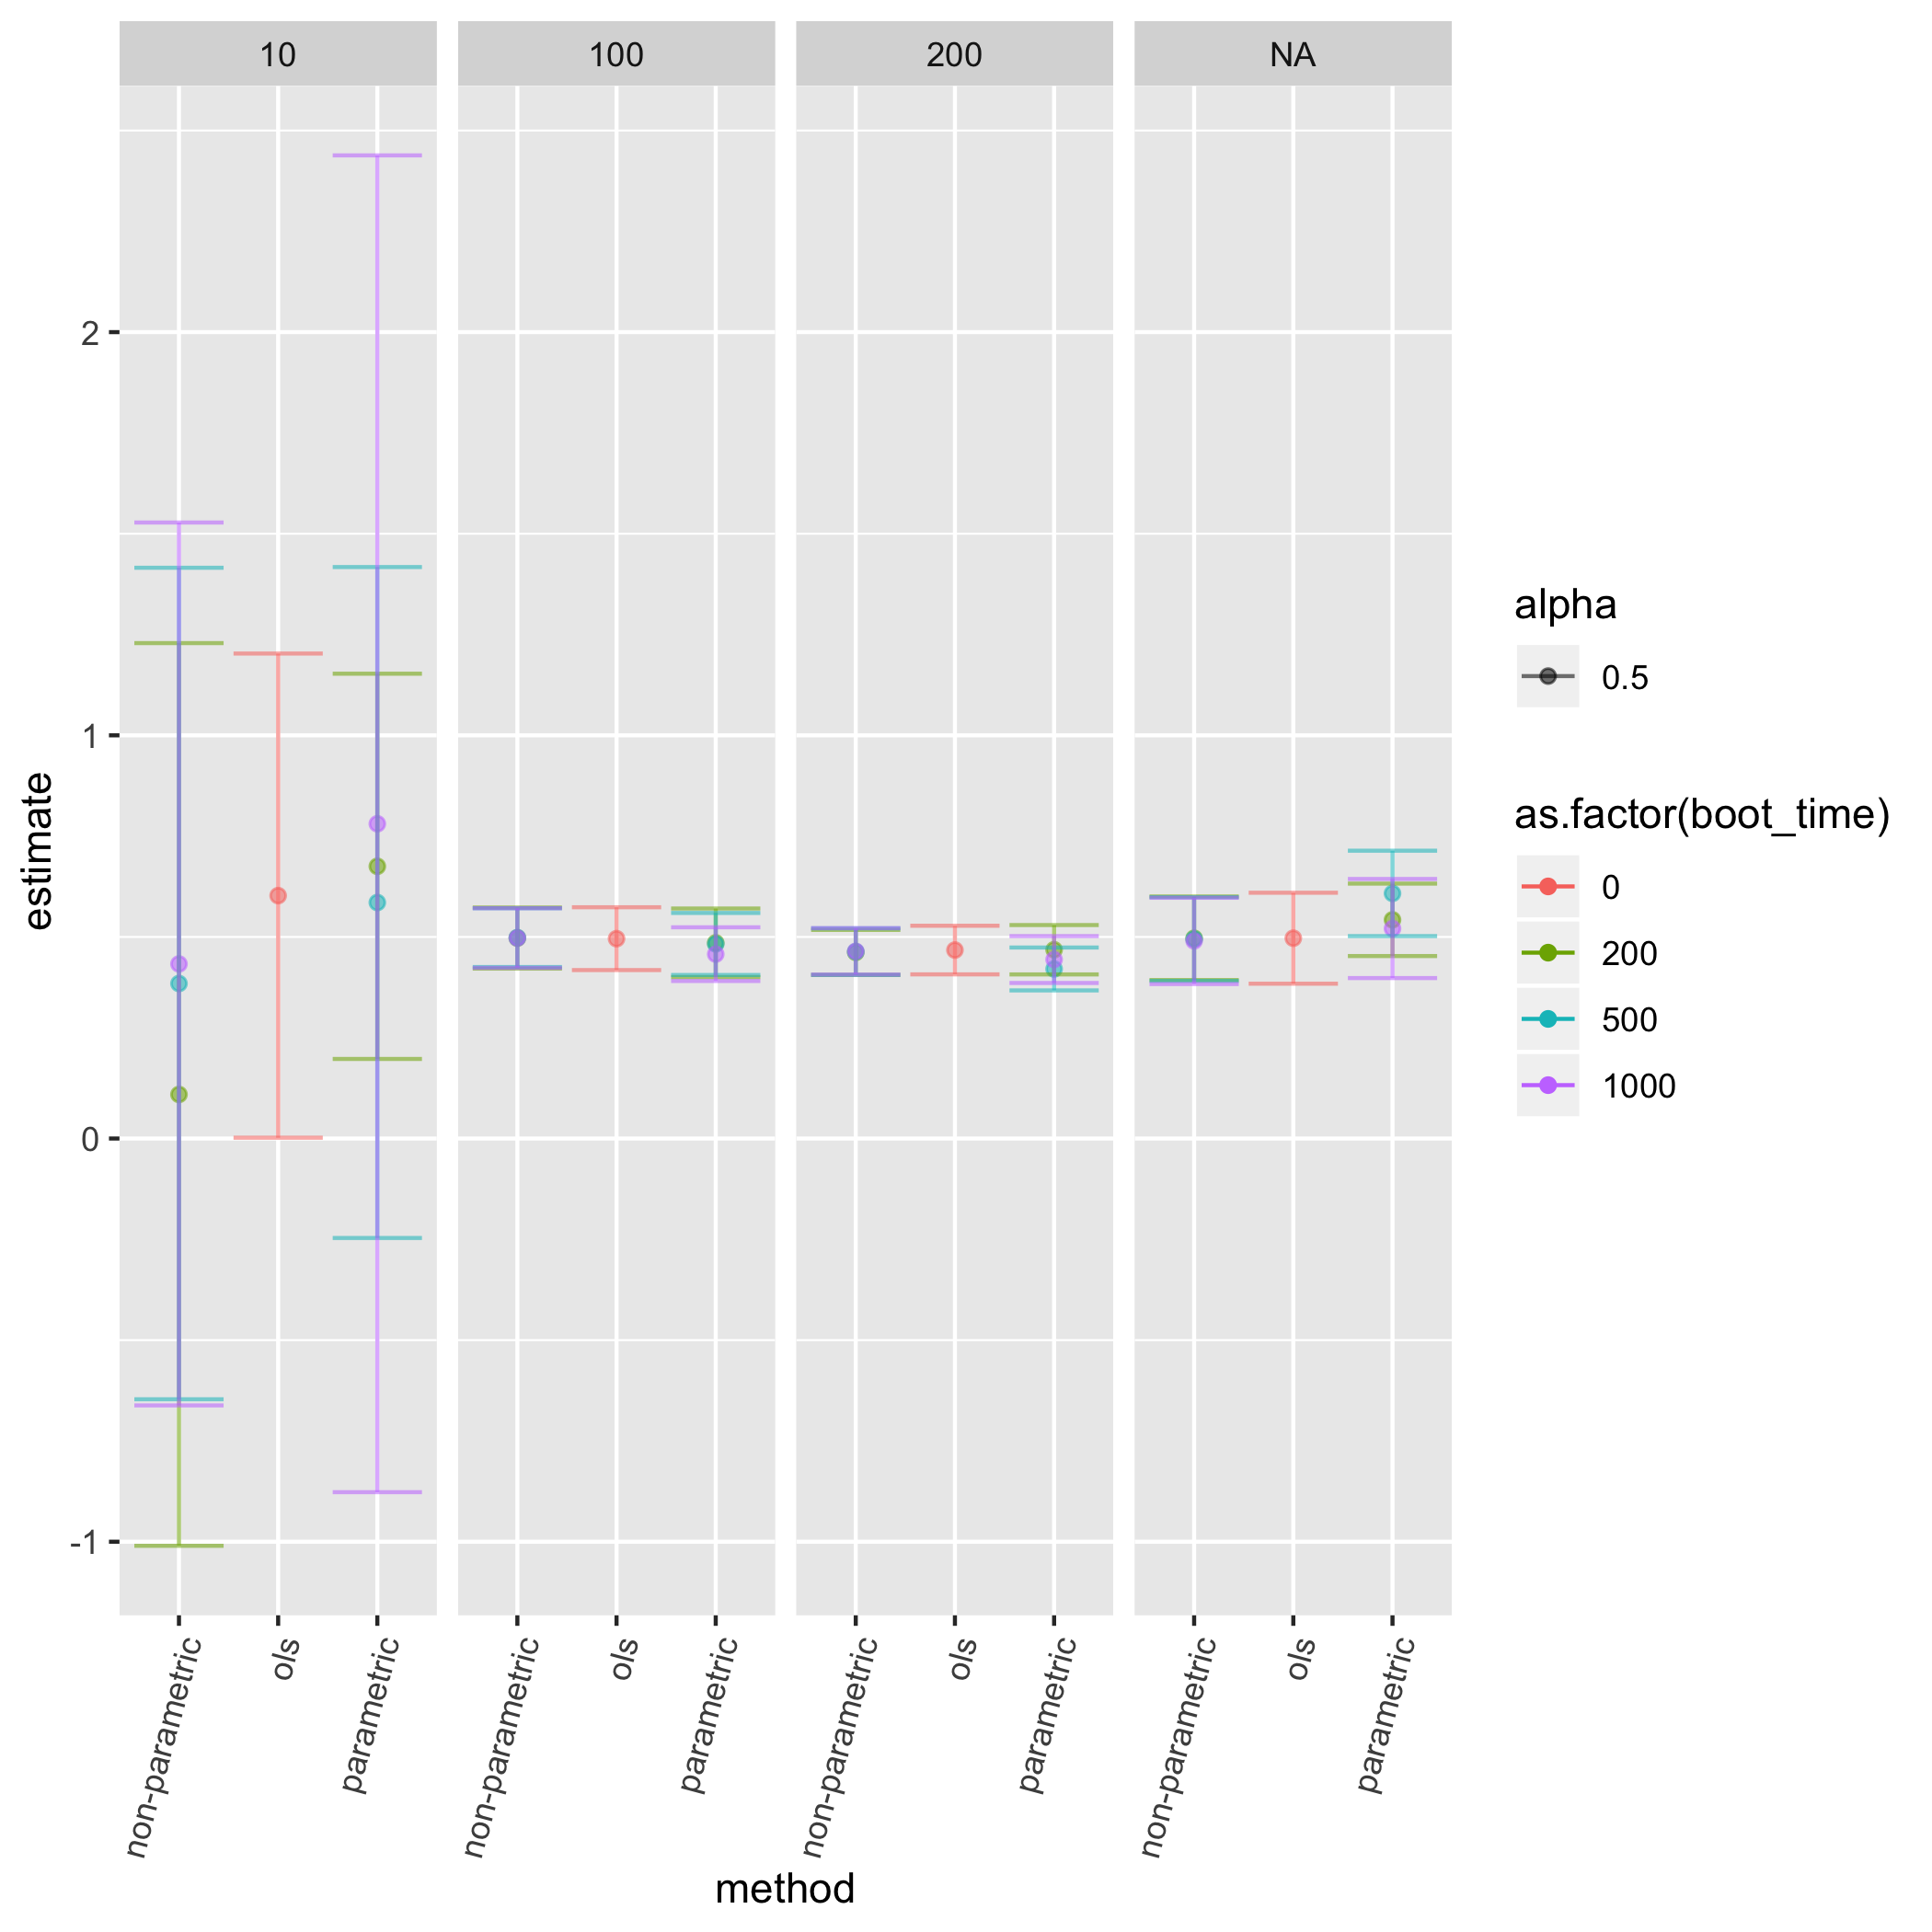 10 100 200 NA
2
1
0
-1
estimate
non-parametric ols parametric non-parametric ols parametric non-parametric ols parametric non-parametric ols parametric
method
alpha
0.5
as.factor(boot_time)
0
200
500
1000